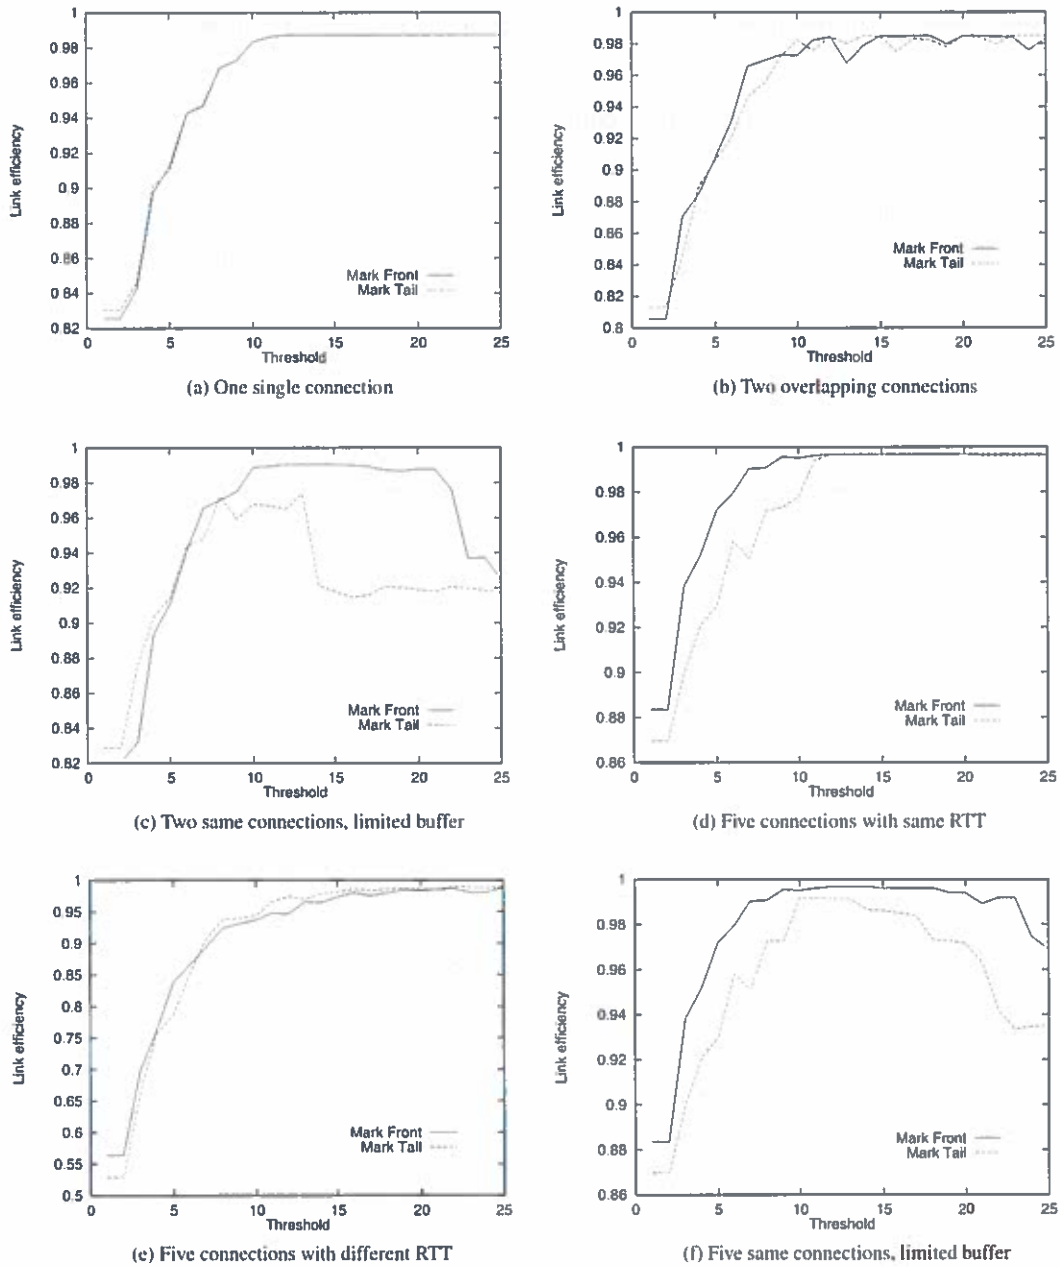 1
0.98
0.96
0.94
0.92
0.9
0.88
0.86
0.84
0.82
0 5 10 15 20 25
Link efficiency
Threshold
Mark Front
Mark Tail
(a) One single connection
1
0.98
0.96
0.94
0.92
0.9
0.88
0.86
0.84
0.82
0.8
0 5 10 15 20 25
Link efficiency
Threshold
Mark Front
Mark Tail
(b) Two overlapping connections
1
0.98
0.96
0.94
0.92
0.9
0.88
0.86
0.84
0.82
0 5 10 15 20 25
Link efficiency
Threshold
Mark Front
Mark Tail
(c) Two same connections, limited buffer
1
0.98
0.96
0.94
0.92
0.9
0.88
0.86
0 5 10 15 20 25
Link efficiency
Threshold
Mark Front
Mark Tail
(d) Five connections with same RTT
1
0.95
0.9
0.85
0.8
0.75
0.7
0.65
0.6
0.55
0.5
0 5 10 15 20 25
Link efficiency
Threshold
Mark Front
Mark Tail
(e) Five connections with different RTT
1
0.98
0.96
0.94
0.92
0.9
0.88
0.86
0 5 10 15 20 25
Link efficiency
Threshold
Mark Front
Mark Tail
(f) Five same connections, limited buffer